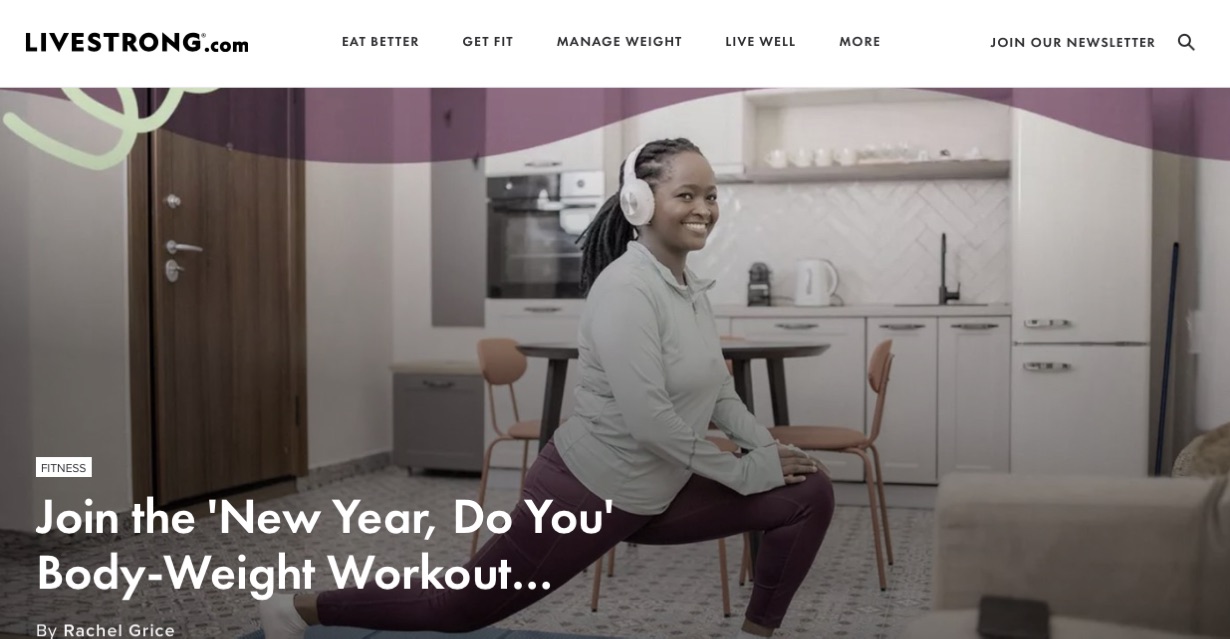 LIVESTRONG®.com
EAT BETTER GET FIT MANAGE WEIGHT LIVE WELL MORE
JOIN OUR NEWSLETTER
FITNESS
Join the 'New Year, Do You'
Body-Weight Workout...
By Rachel Grice